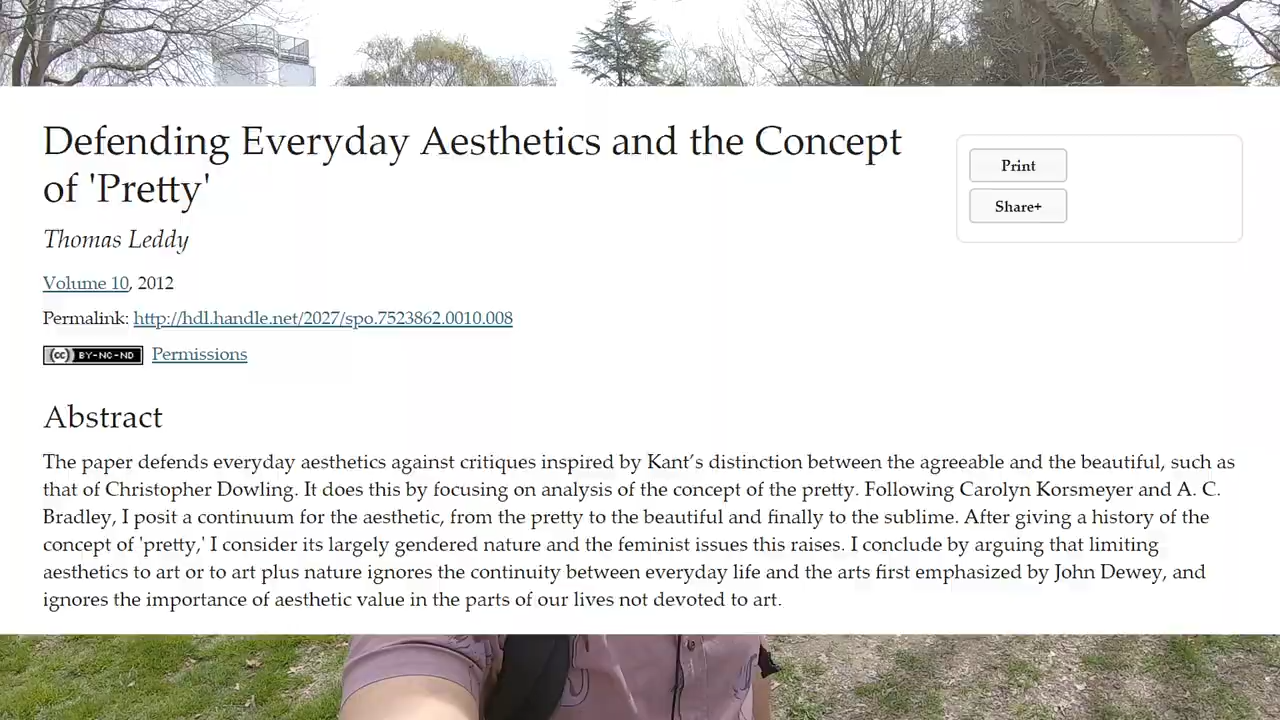 Defending Everyday Aesthetics and the Concept
of 'Pretty'
Thomas Leddy
Volume 10, 2012
Permalink: http://hdl.handle.net/2027/spo.7523862.0010.008
(cc) BY-NC-ND Permissions
Print
Share+
Abstract
The paper defends everyday aesthetics against critiques inspired by Kant’s distinction between the agreeable and the beautiful, such as
that of Christopher Dowling. It does this by focusing on analysis of the concept of the pretty. Following Carolyn Korsmeyer and A. C.
Bradley, I posit a continuum for the aesthetic, from the pretty to the beautiful and finally to the sublime. After giving a history of the
concept of 'pretty,' I consider its largely gendered nature and the feminist issues this raises. I conclude by arguing that limiting
aesthetics to art or to art plus nature ignores the continuity between everyday life and the arts first emphasized by John Dewey, and
ignores the importance of aesthetic value in the parts of our lives not devoted to art.